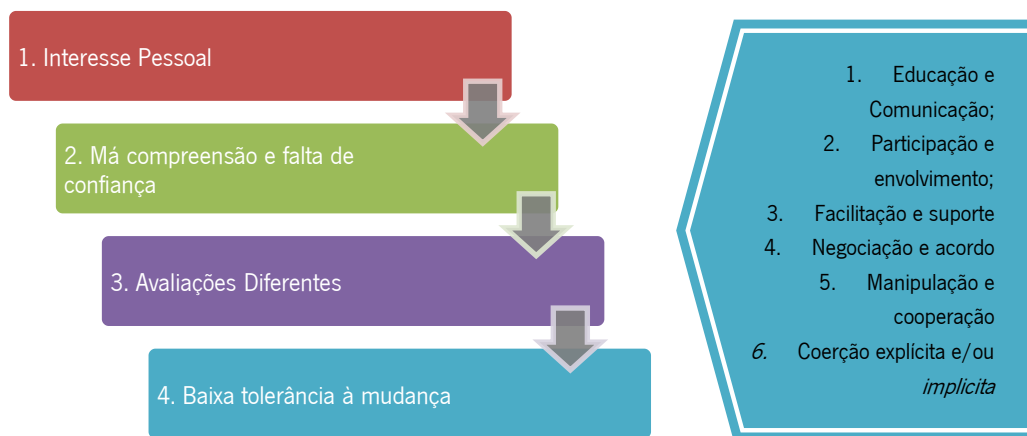 1. Interesse Pessoal
2. Má compreensão e falta de
confiança
3. Avaliações Diferentes
4. Baixa tolerância à mudança
1. Educação e
Comunicação;
2. Participação e
envolvimento;
3. Facilitação e suporte
4. Negociação e acordo
5. Manipulação e
cooperação
6. Coerção explícita e/ou
implicita